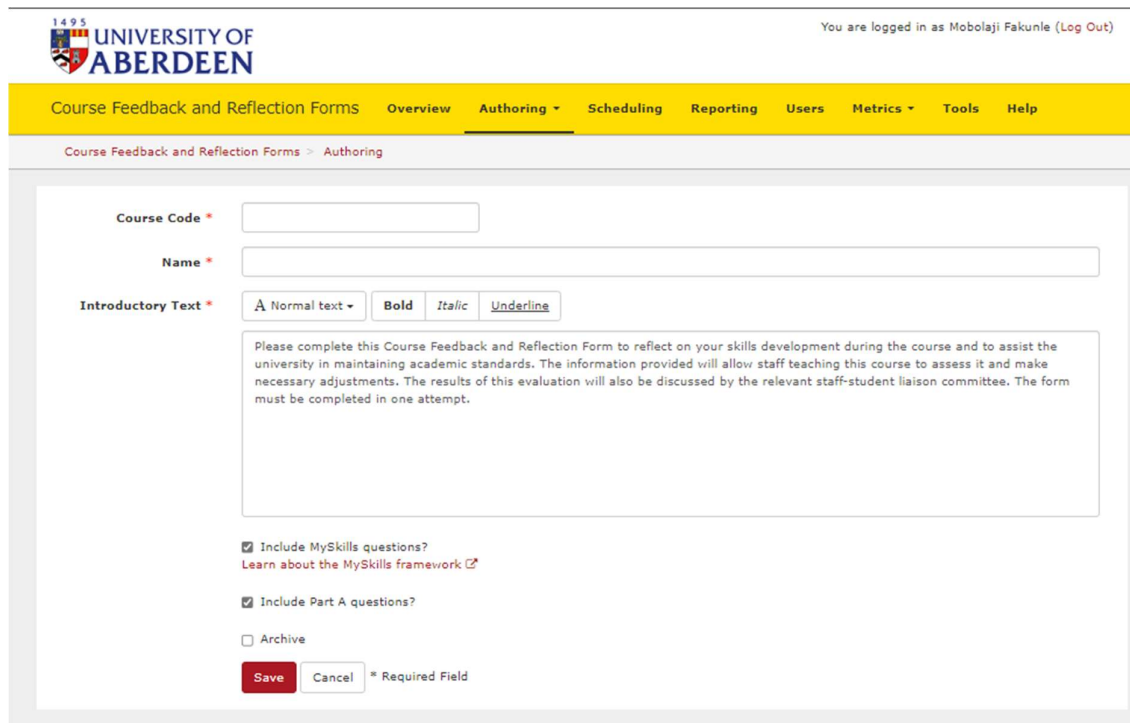 1495
UNIVERSITY OF
ABERDEEN
You are logged in as Mobolaji Fakunle (Log Out)
Course Feedback and Reflection Forms Overview Authoring Scheduling Reporting Users Metrics Tools Help
Course Feedback and Reflection Forms > Authoring
Course Code *
Name *
Introductory Text * A Normal text Bold Italic Underline
Please complete this Course Feedback and Reflection Form to reflect on your skills development during the course and to assist the
university in maintaining academic standards. The information provided will allow staff teaching this course to assess it and make
necessary adjustments. The results of this evaluation will also be discussed by the relevant staff-student liaison committee. The form
must be completed in one attempt.
Include MySkills questions?
Learn about the MySkills framework
Include Part A questions?
Archive
Save Cancel * Required Field